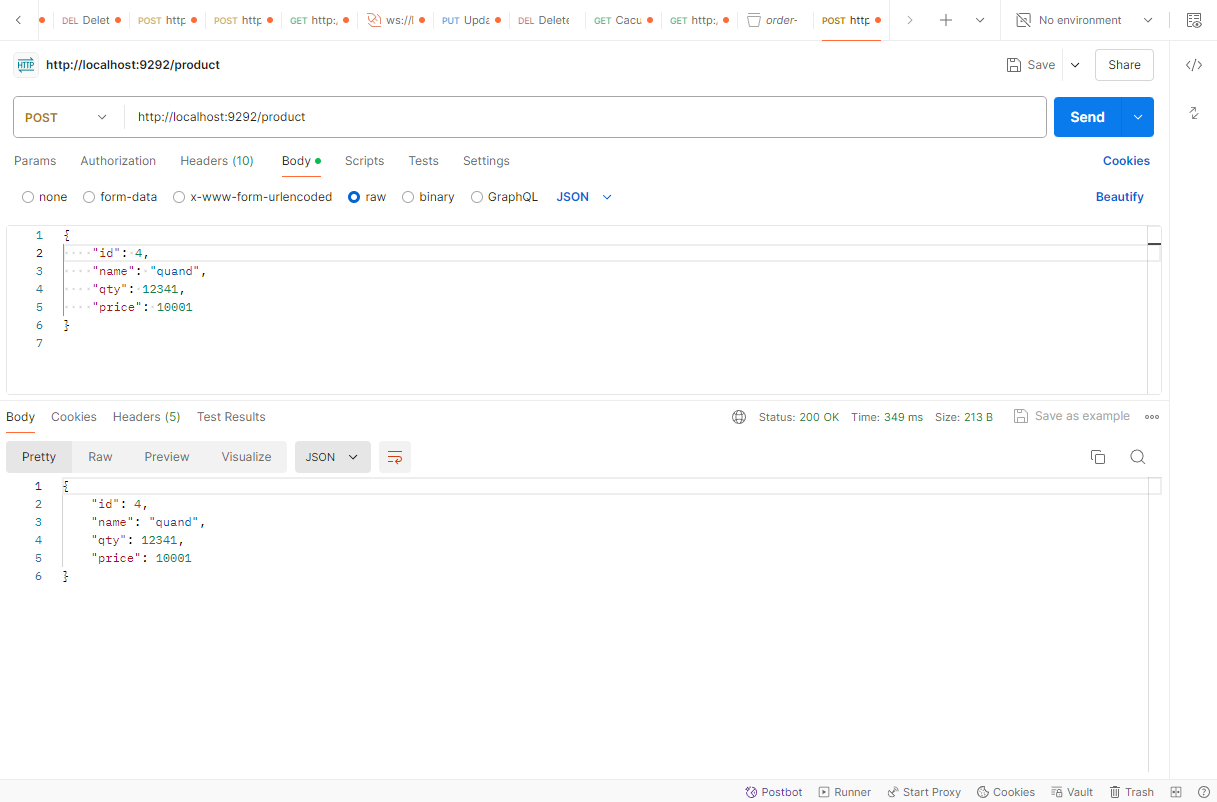 DEL Delet POST http POST http GET http:, ws://l PUT Upda DEL Delete GET Cacu GET http:, order- POST http No environment
HTTP http://localhost:9292/product Save Share
POST http://localhost:9292/product Send
Params Authorization Headers (10) Body Scripts Tests Settings Cookies
none form-data x-www-form-urlencoded raw binary GraphQL JSON Beautify
1 {
2 "id": 4,
3 "name": "quand",
4 "qty": 12341,
5 "price": 10001
6 }
7
Body Cookies Headers (5) Test Results Status: 200 OK Time: 349 ms Size: 213 B Save as example
Pretty Raw Preview Visualize JSON
1 {
2 "id": 4,
3 "name": "quand",
4 "qty": 12341,
5 "price": 10001
6 }
Postbot Runner Start Proxy Cookies Vault Trash